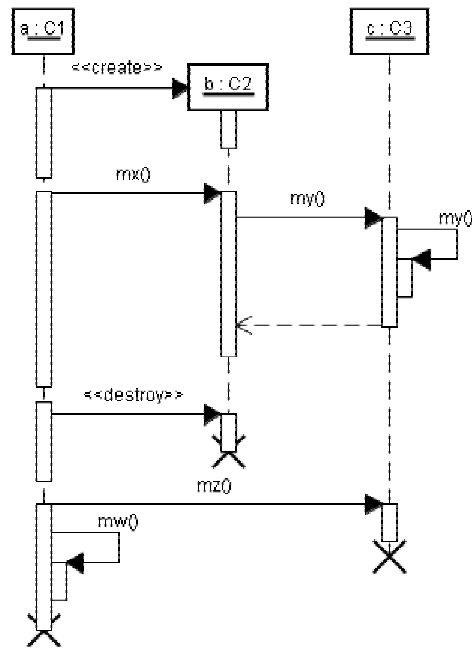 a : C1
c : C3
<<create>>
b : C2
mx()
my()
my()
<<destroy>>
mz()
mw()